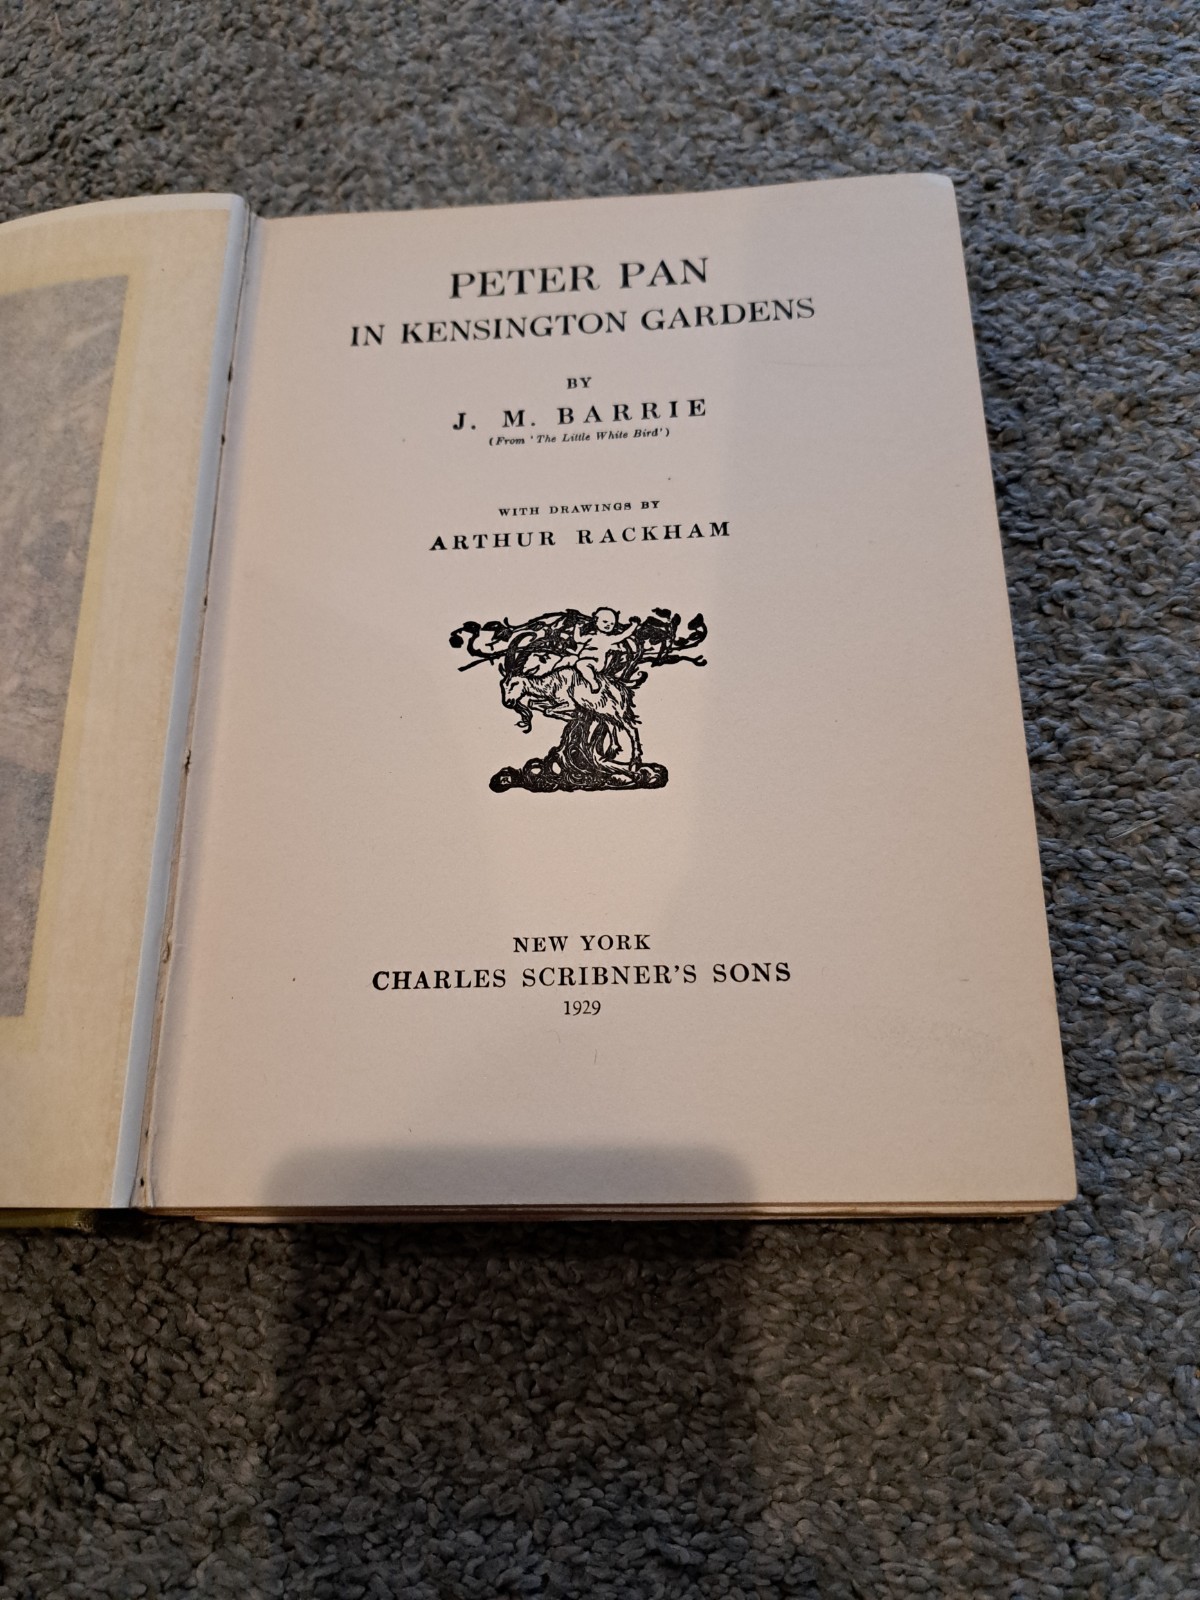 PETER PAN
IN KENSINGTON GARDENS
BY
J. M. BARRIE
(From 'The Little White Bird')
WITH DRAWINGS BY
ARTHUR RACKHAM
NEW YORK
CHARLES SCRIBNER'S SONS
1929